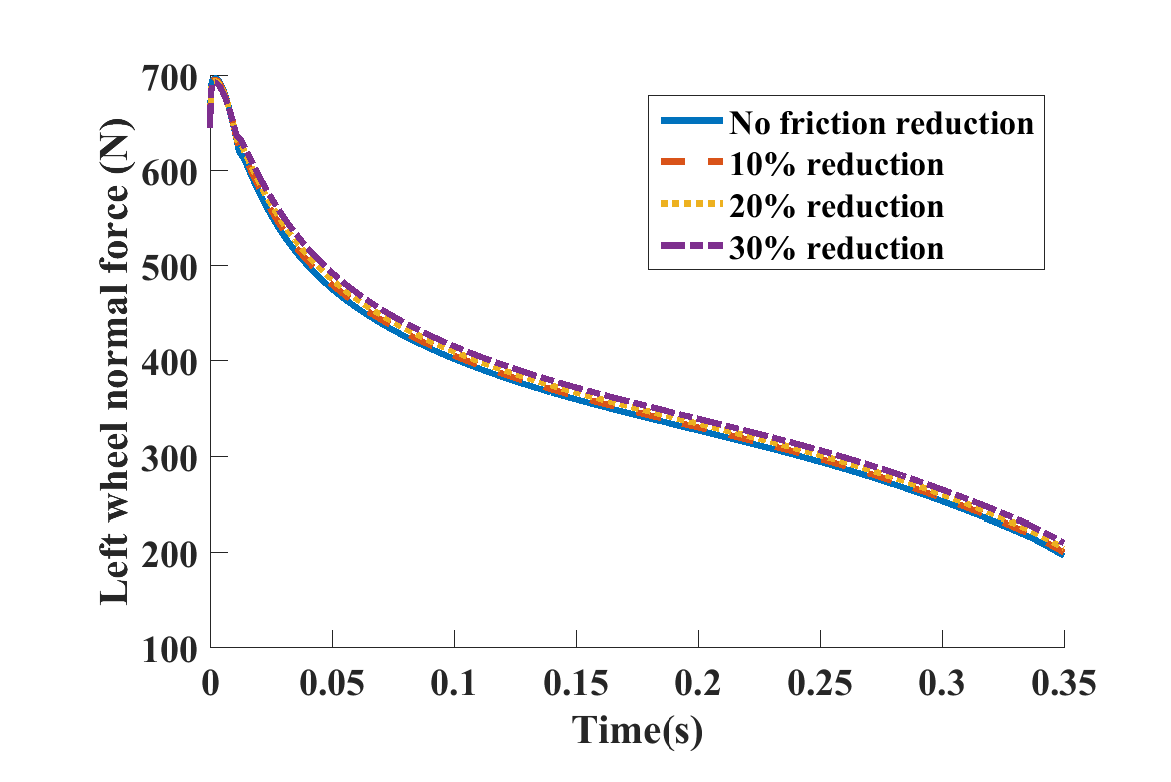 700
600
500
400
300
200
100
Left wheel normal force (N)
No friction reduction
10% reduction
20% reduction
30% reduction
0 0.05 0.1 0.15 0.2 0.25 0.3 0.35
Time(s)